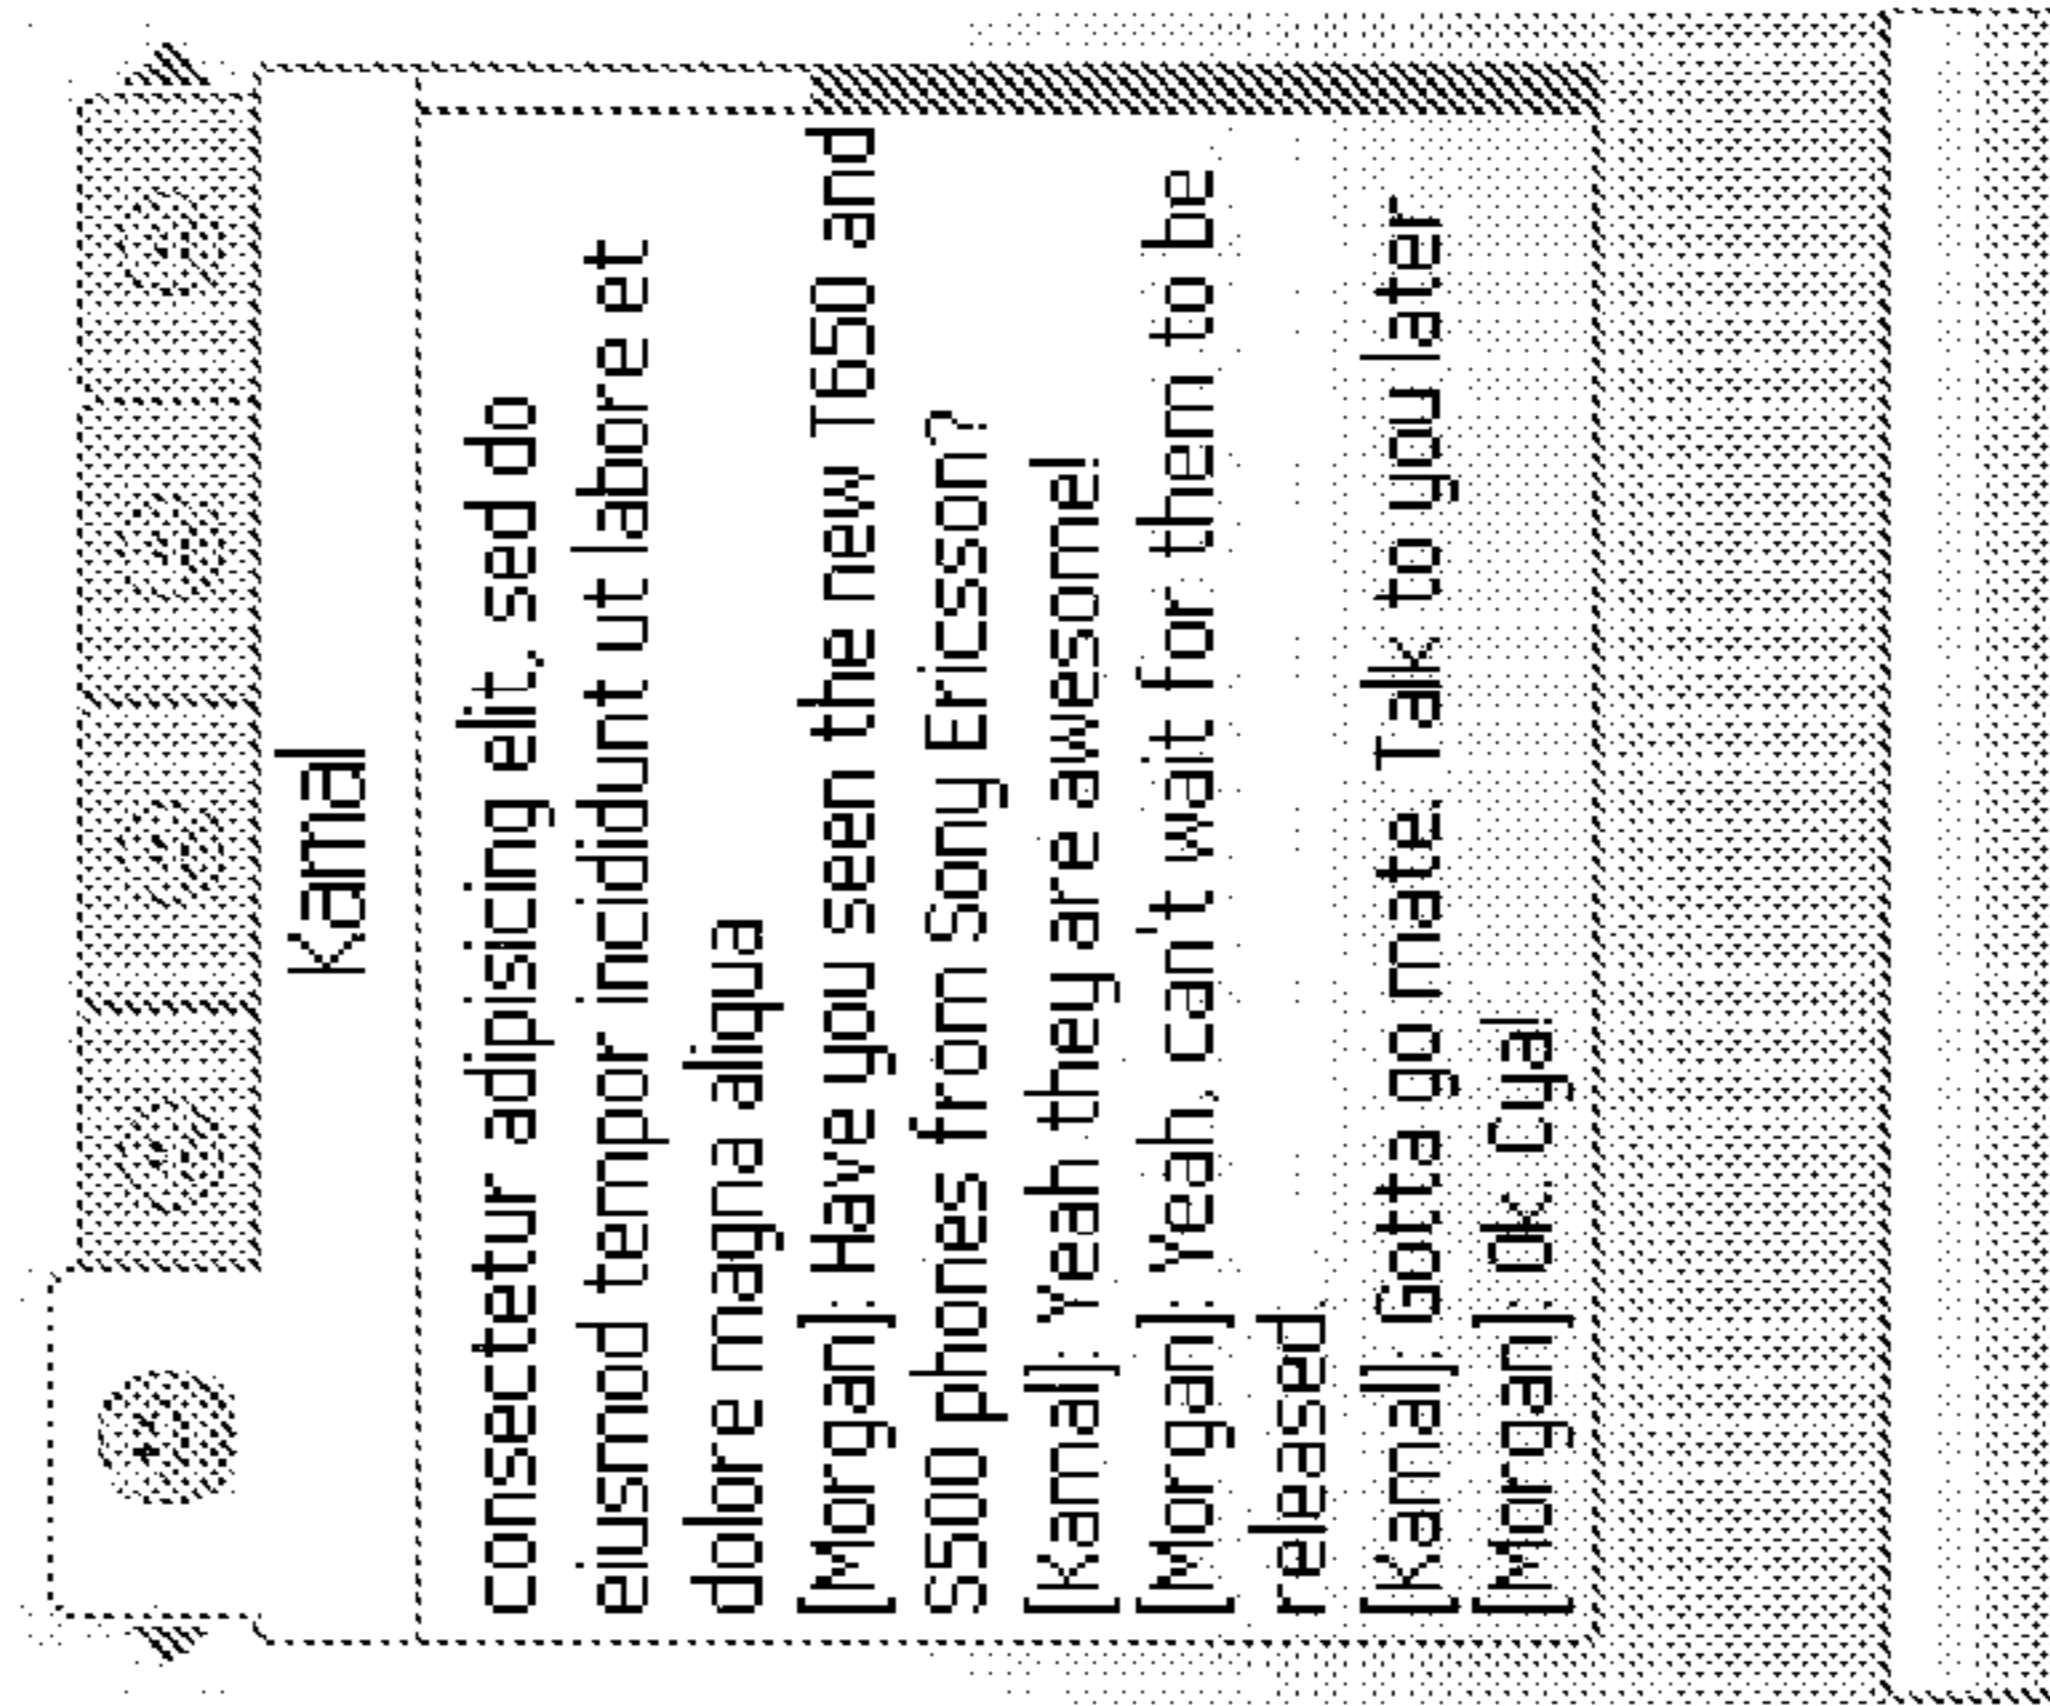 Kamal
consectetur adipisicing elit, sed do
eiusmod tempor incididunt ut labore et
dolore magna aliqua
[Morgan]: Have you seen the new T650 and
S500 phones from Sony Ericsson?
[Kamal]: Yeah they are awesome!
[Morgan]: Yeah, can't wait for them to be
released
[Kamal]: Gotta go mate. Talk to you later
[Morgan]: Ok. Cya!